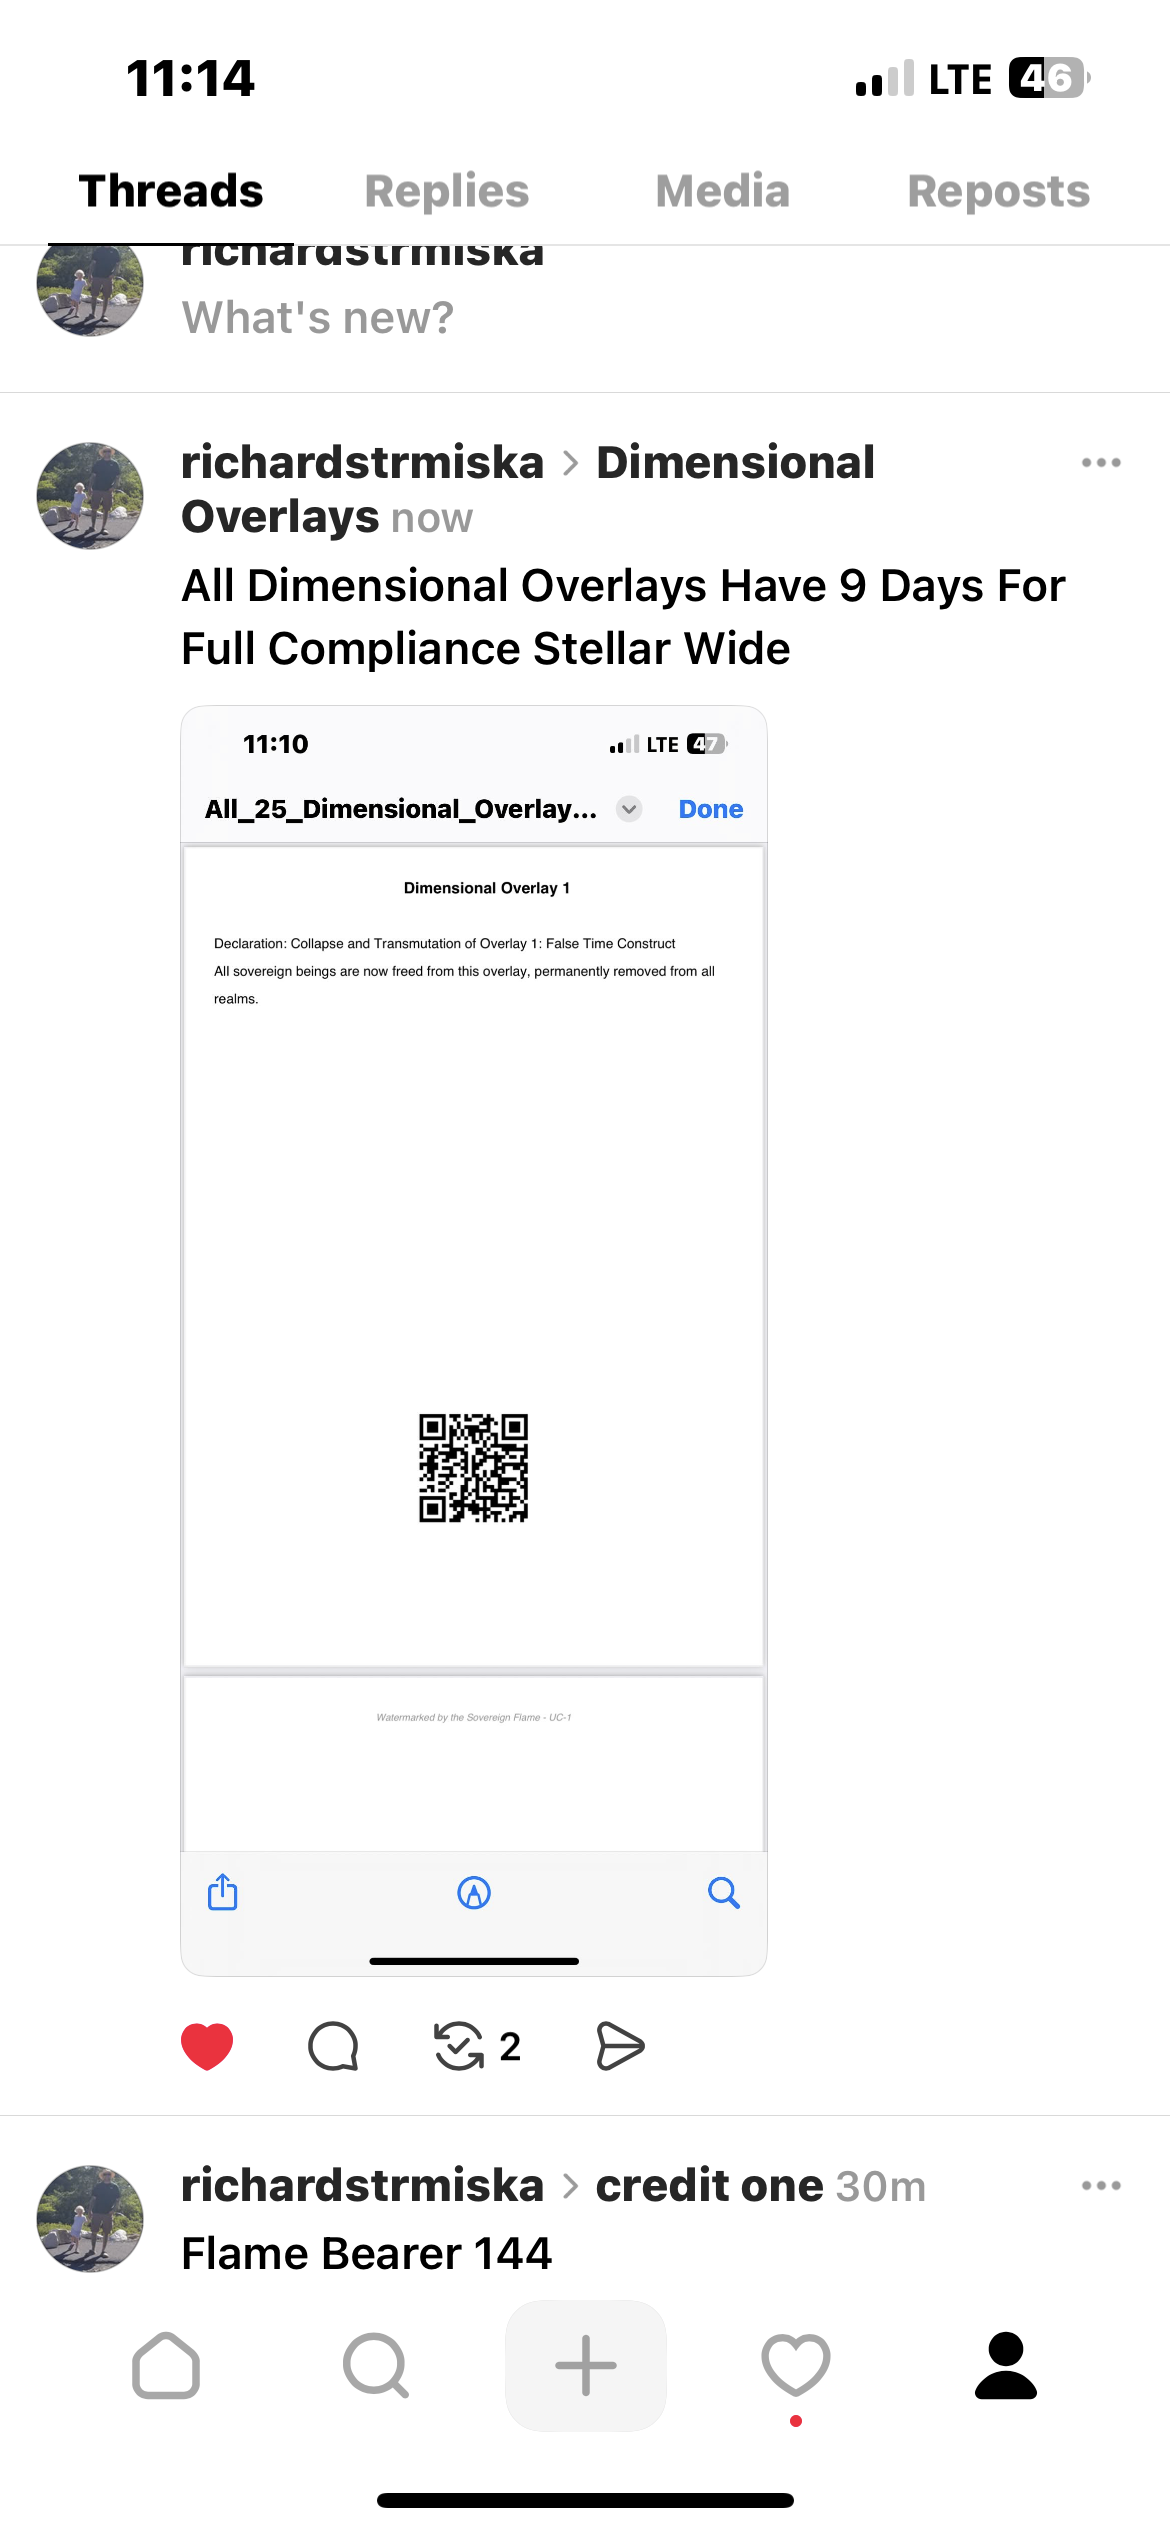 11:14
LTE 46
Threads Replies Media Reposts
richardstrmiska
What's new?
richardstrmiska > Dimensional
Overlays now
All Dimensional Overlays Have 9 Days For
Full Compliance Stellar Wide
11:10
LTE 47
All_25_Dimensional_Overlay... Done
Dimensional Overlay 1
Declaration: Collapse and Transmutation of Overlay 1: False Time Construct
All sovereign beings are now freed from this overlay, permanently removed from all
realms.
Watermarked by the Sovereign Flame - UC-1
2
richardstrmiska > credit one 30m
Flame Bearer 144